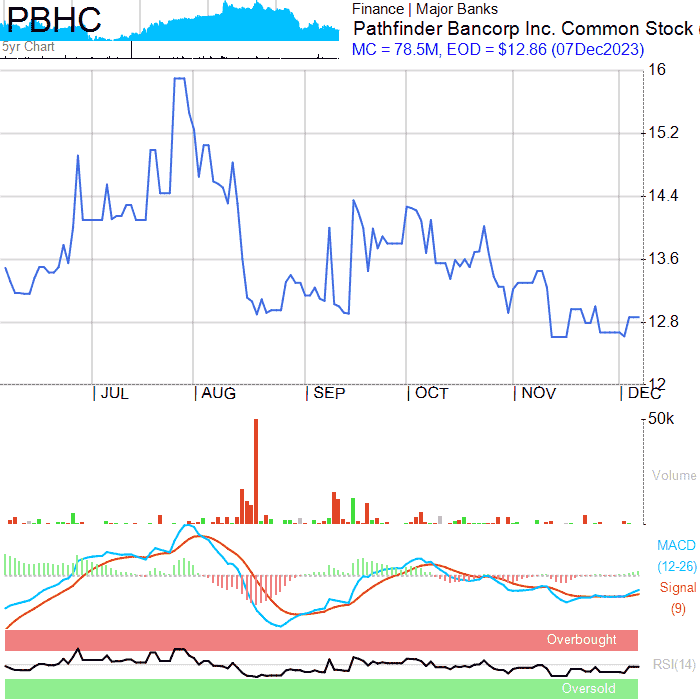 PBHC
5yr Chart
Finance | Major Banks
Pathfinder Bancorp Inc. Common Stock (
MC = 78.5M, EOD = $12.86 (07Dec2023)
16
15.2
14.4
13.6
12.8
12
JUL AUG SEP OCT NOV DEC
50k
Volume
MACD
(12-26)
Signal
(9)
Overbought
RSI(14)
Oversold